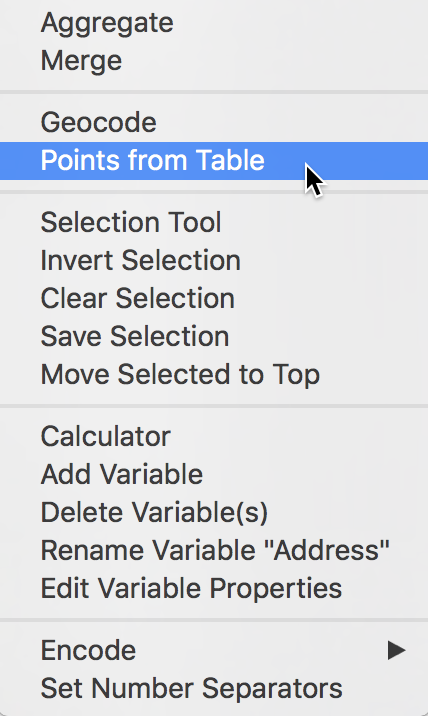 Aggregate
Merge
Geocode
Points from Table
Selection Tool
Invert Selection
Clear Selection
Save Selection
Move Selected to Top
Calculator
Add Variable
Delete Variable(s)
Rename Variable "Address"
Edit Variable Properties
Encode
Set Number Separators